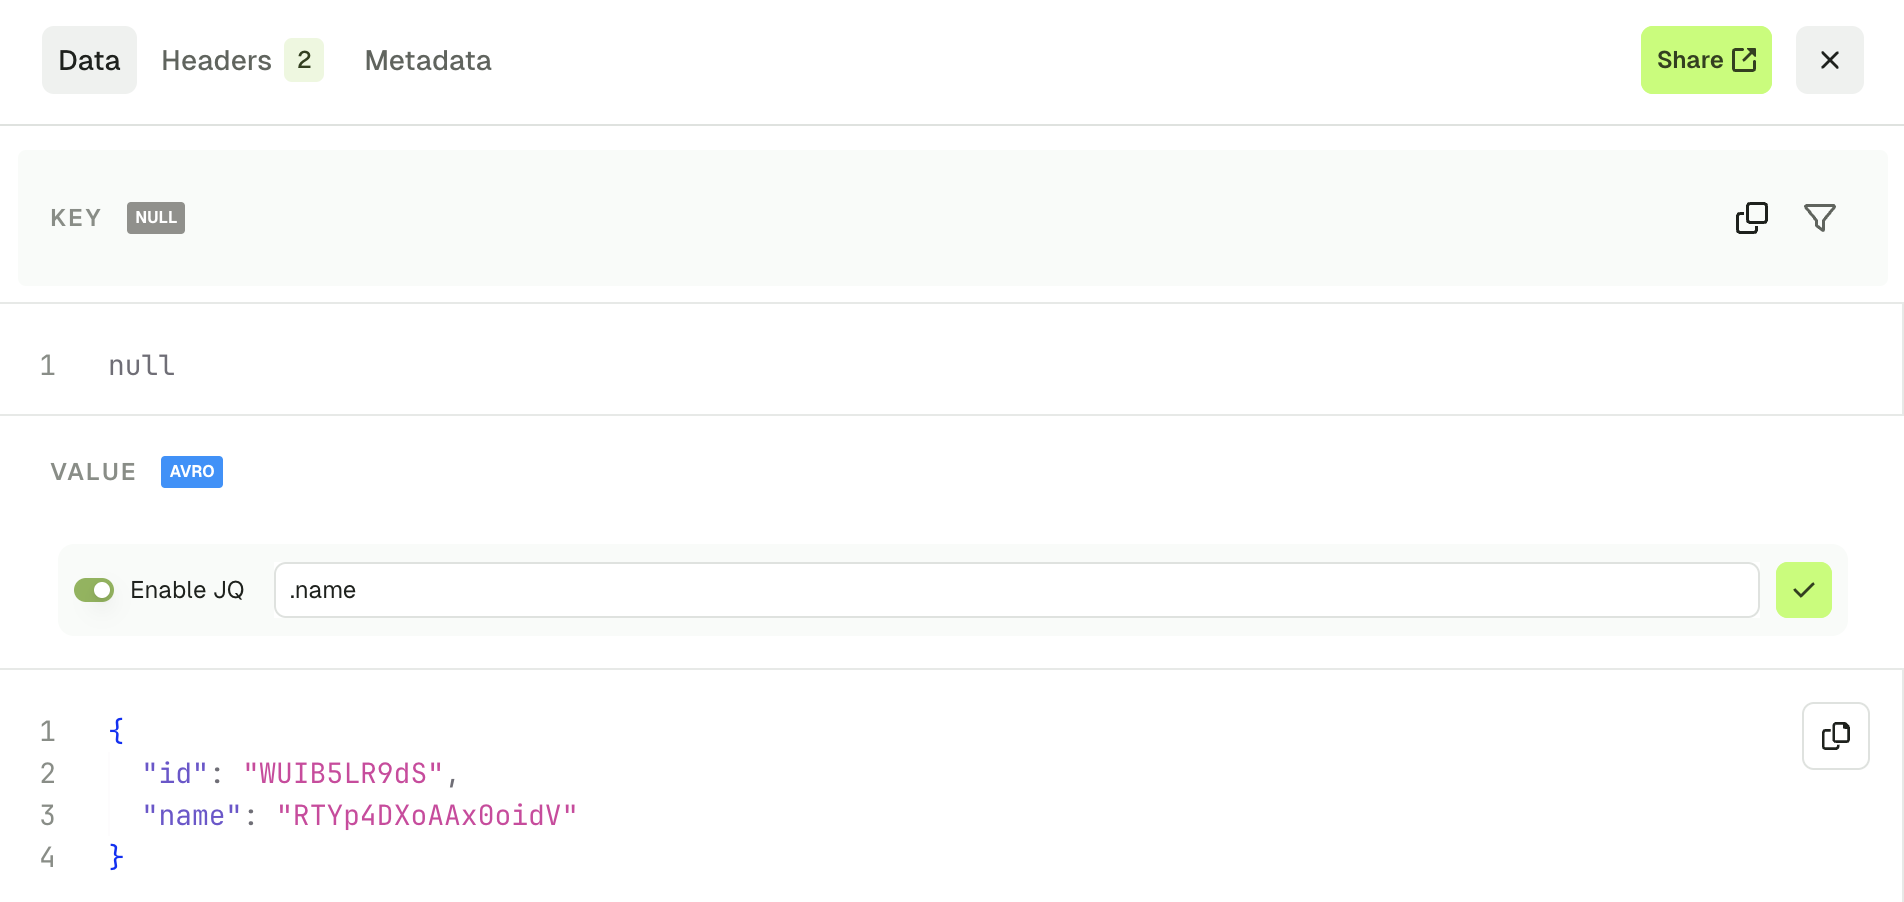 Data Headers 2 Metadata Share
KEY NULL
1 null
VALUE AVRO
Enable JQ .name
1 {
2 "id": "WUIB5LR9dS",
3 "name": "RTYp4DXoAAx0oidV"
4 }